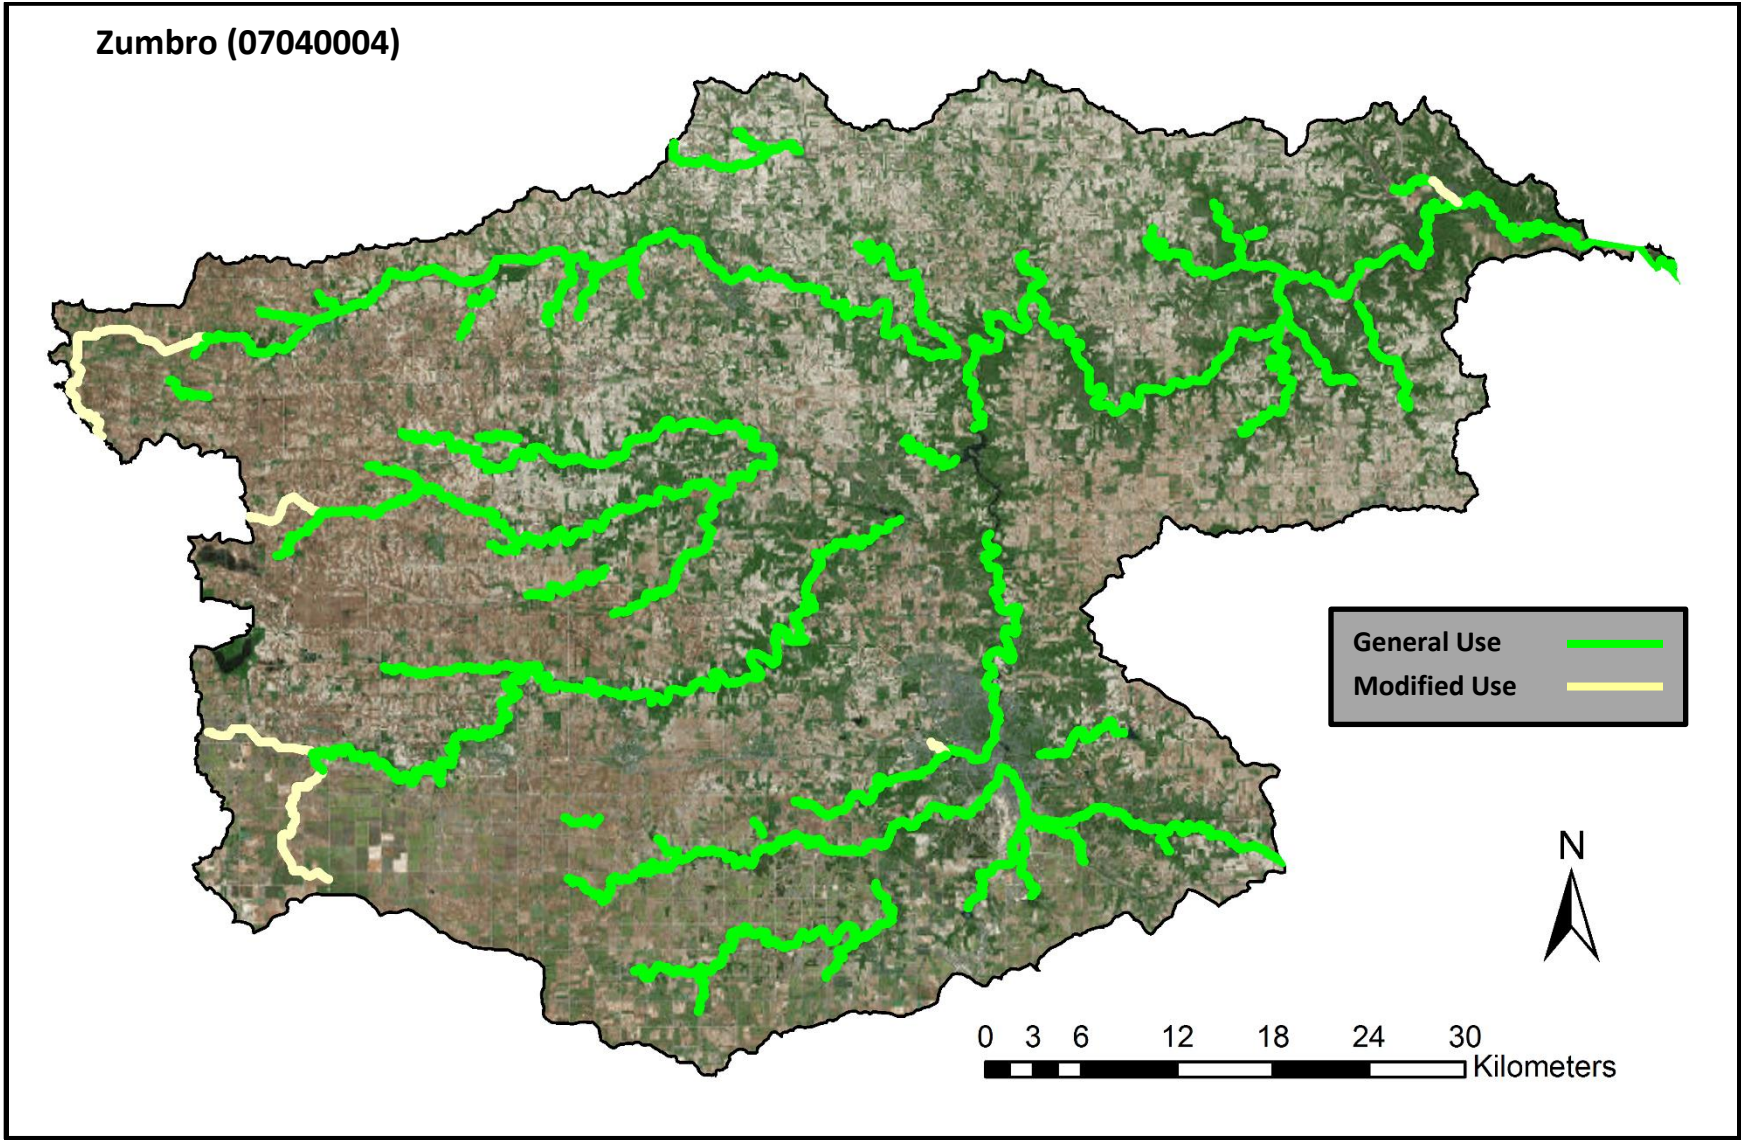 Zumbro (07040004)
General Use
Modified Use
N
0 3 6 12 18 24 30
Kilometers